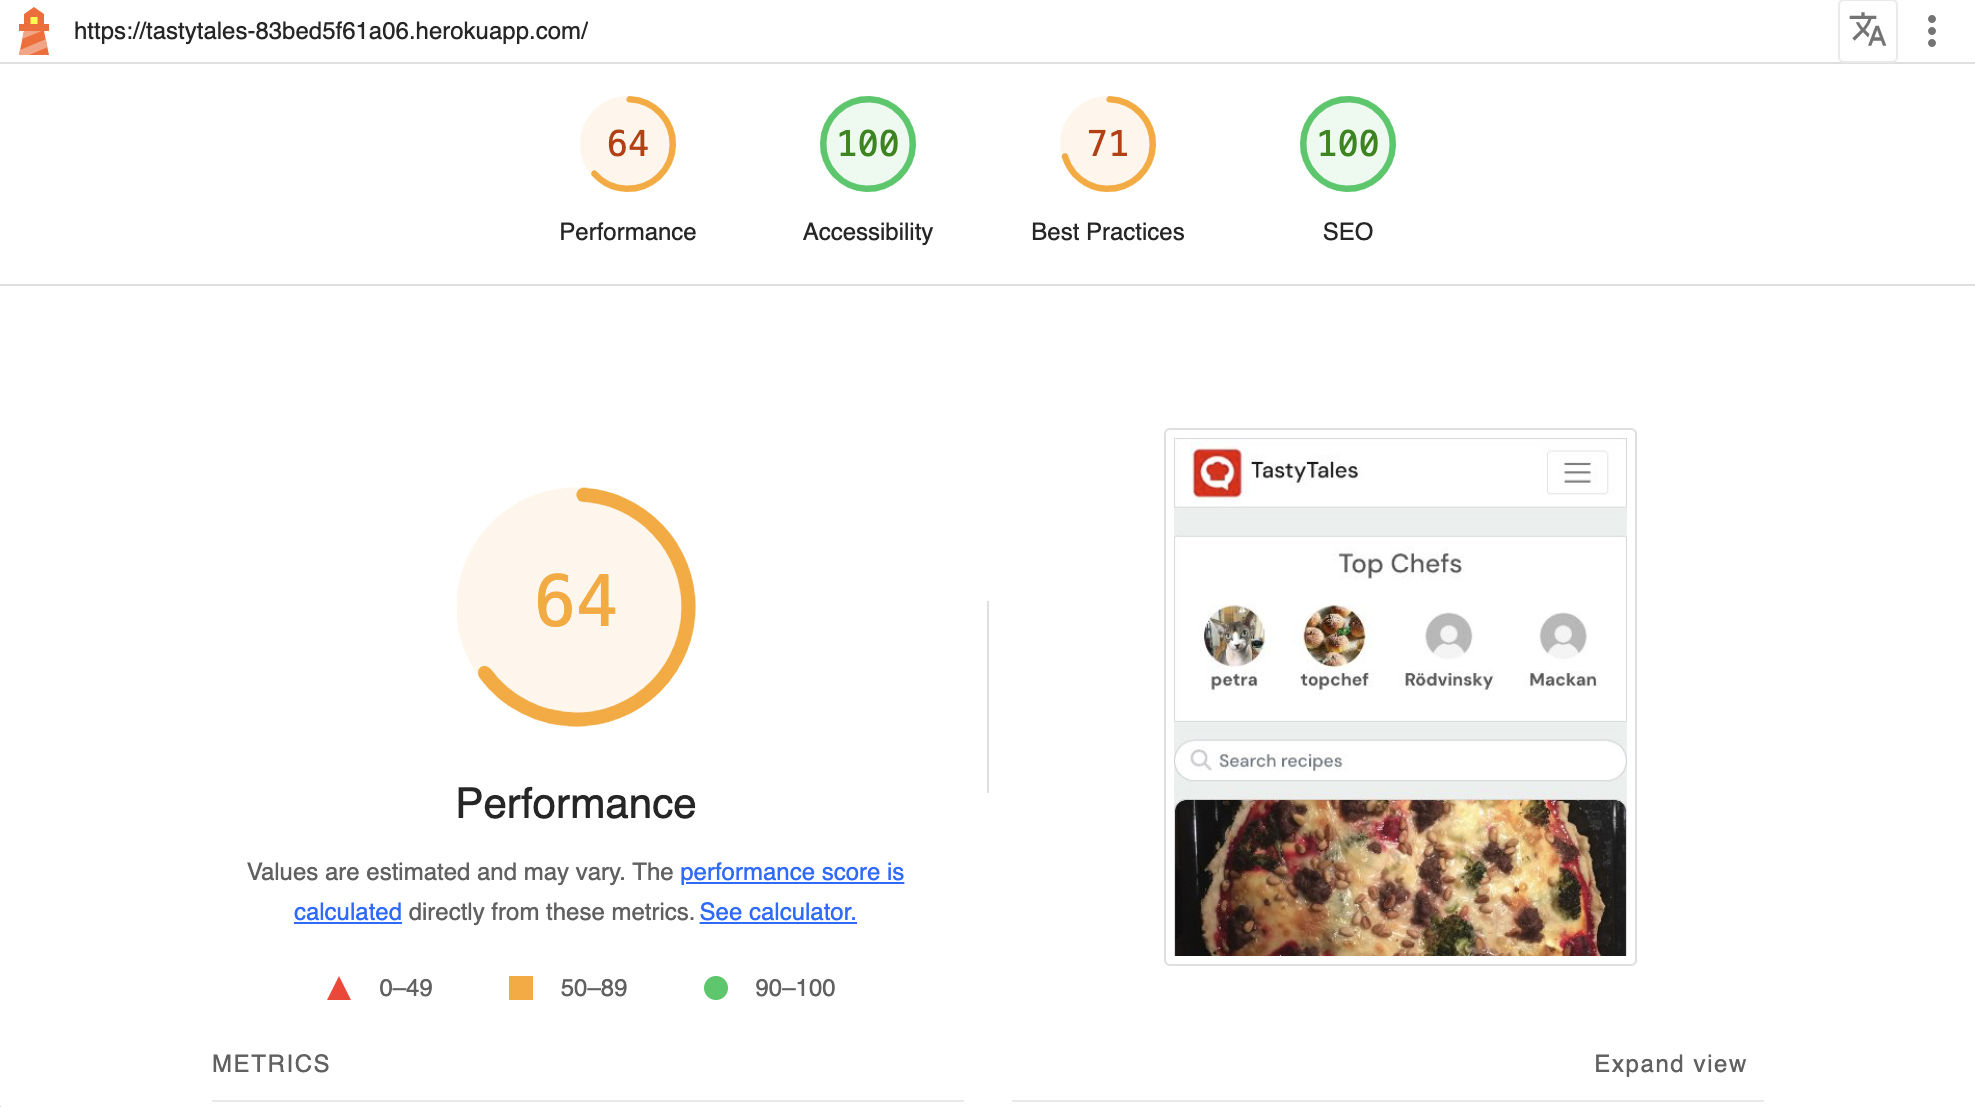 https://tastytales-83bed5f61a06.herokuapp.com/
64
100
71
100
Performance
Accessibility
Best Practices
SEO
64
Performance
Values are estimated and may vary. The performance score is
calculated directly from these metrics. See calculator.
0–49
50–89
90–100
TastyTales
Top Chefs
petra
topchef
Rödvinsky
Mackan
Search recipes
METRICS
Expand view